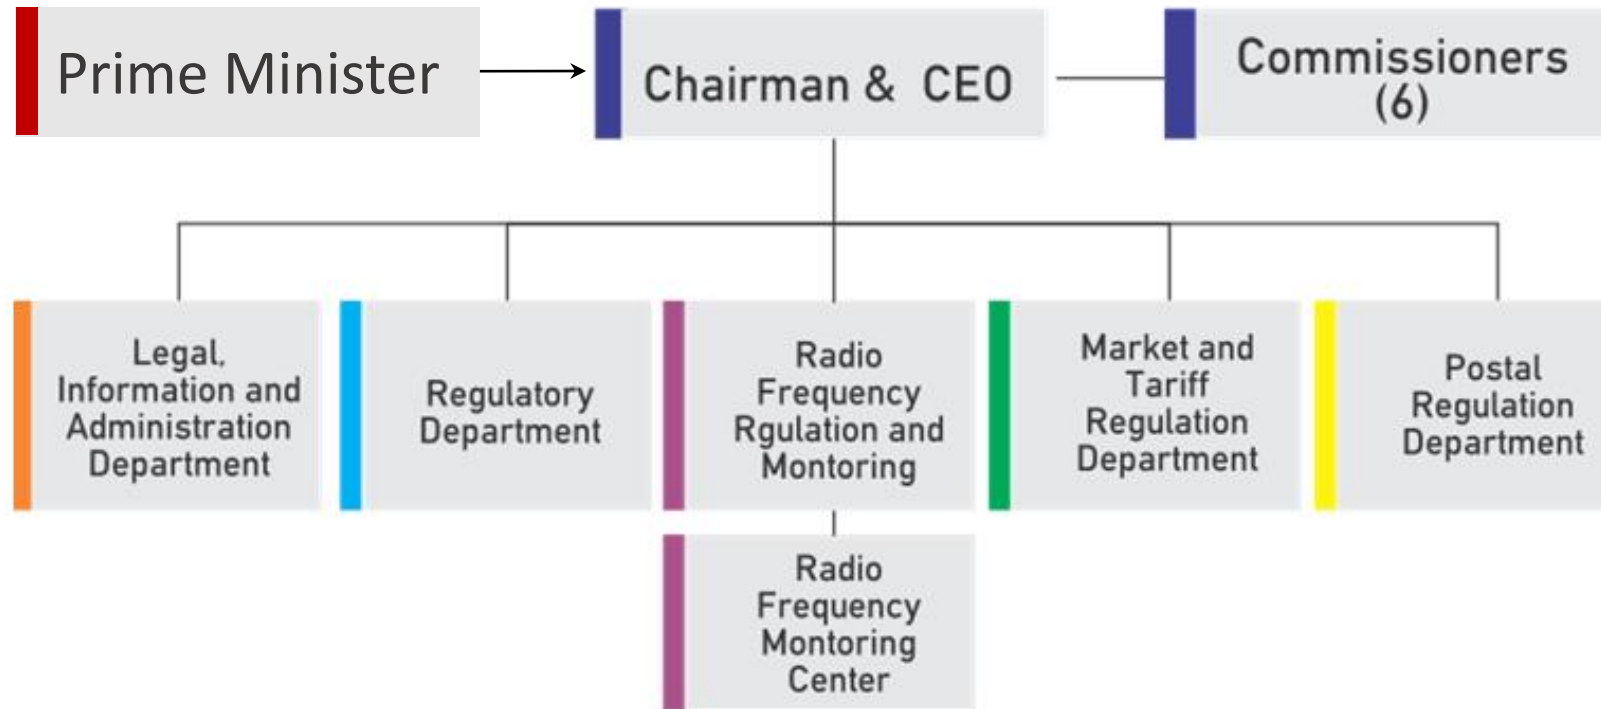 Prime Minister
Chairman & CEO
Commissioners
(6)
Legal,
Information and
Administration
Department
Regulatory
Department
Radio
Frequency
Rgulation and
Montoring
Market and
Tariff
Regulation
Department
Postal
Regulation
Department
Radio
Frequency
Montoring
Center